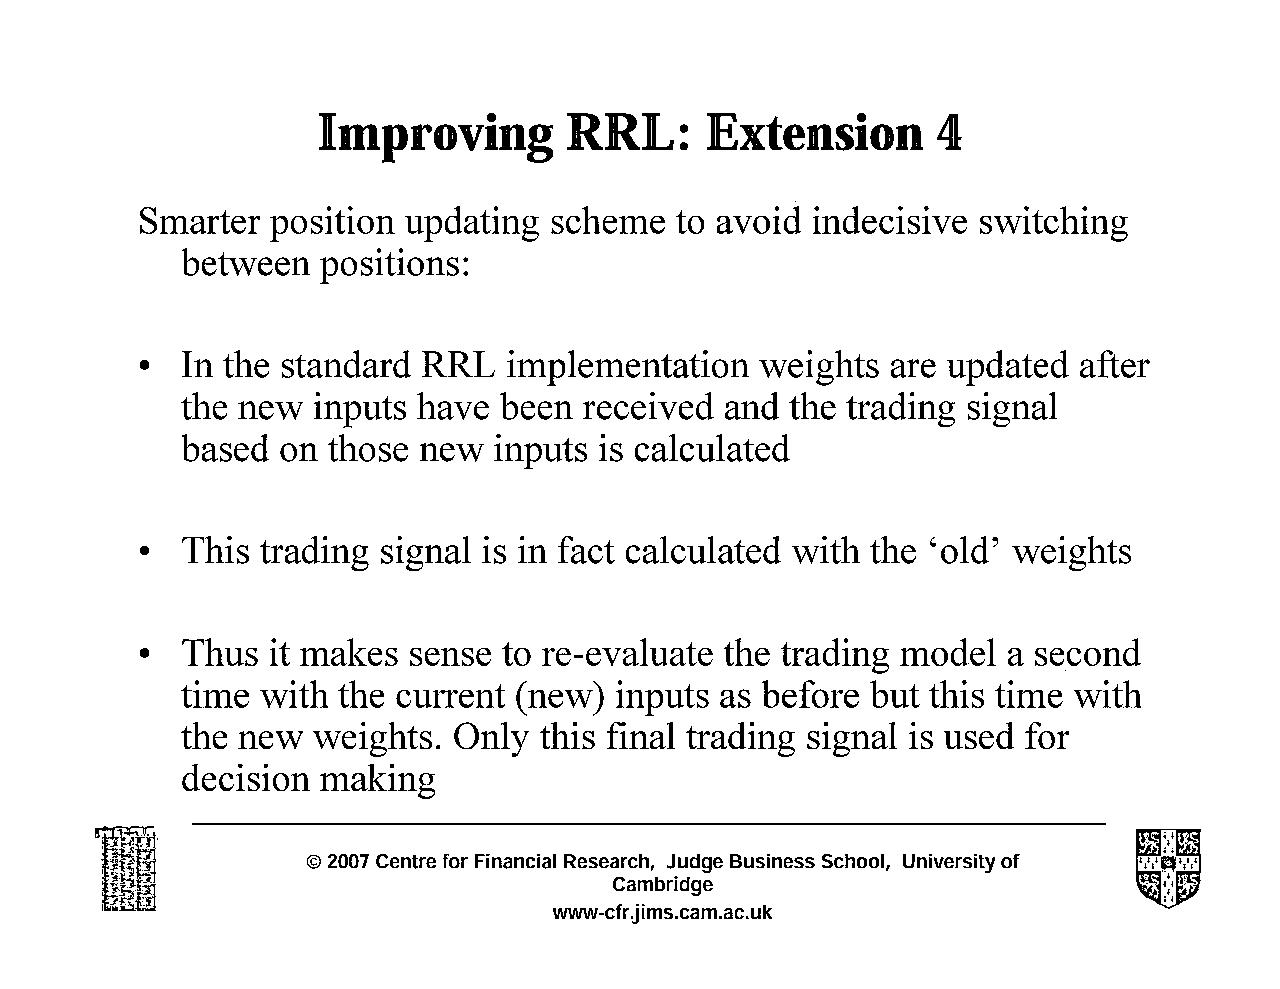 Improving RRL: Extension 4
Smarter position updating scheme to avoid indecisive switching
between positions:
• In the standard RRL implementation weights are updated after
the new inputs have been received and the trading signal
based on those new inputs is calculated
• This trading signal is in fact calculated with the ‘old’ weights
• Thus it makes sense to re-evaluate the trading model a second
time with the current (new) inputs as before but this time with
the new weights. Only this final trading signal is used for
decision making
© 2007 Centre for Financial Research, Judge Business School, University of
Cambridge
www-cfr.jims.cam.ac.uk